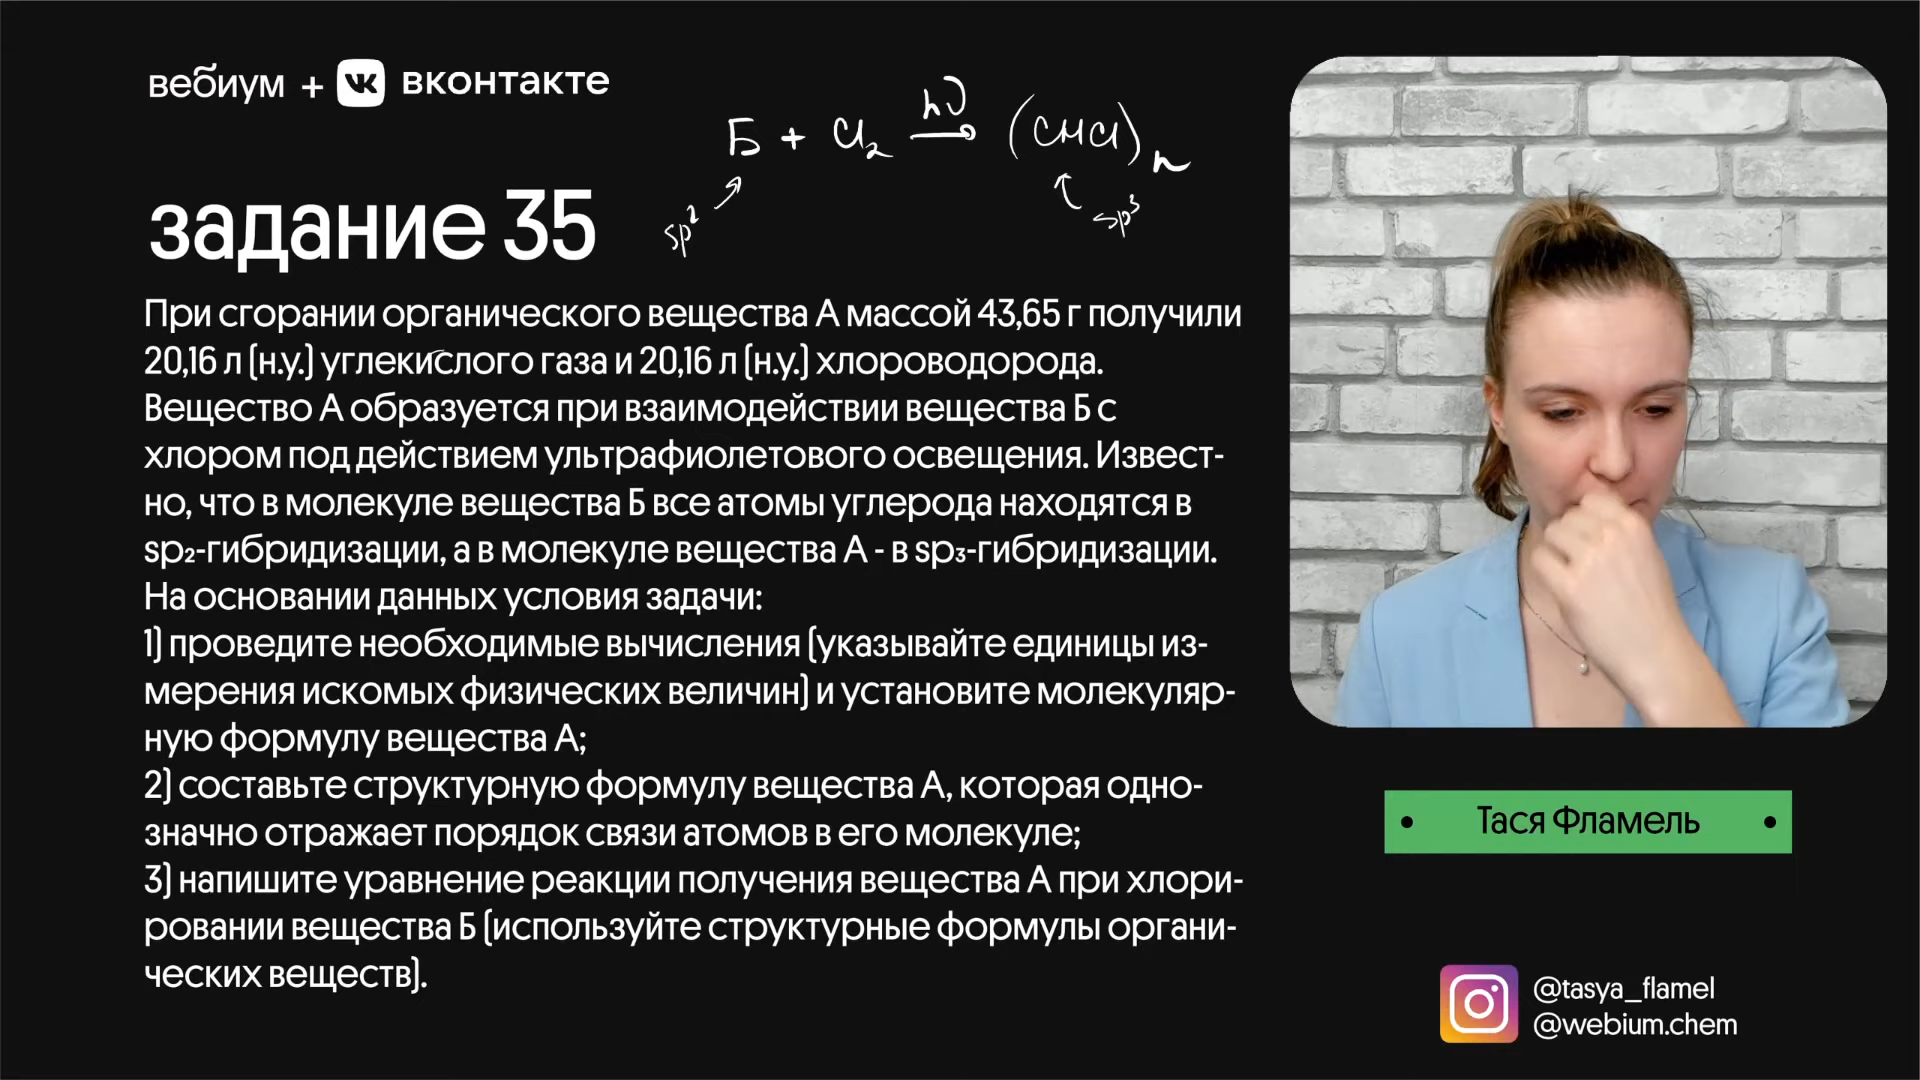 вебиум + вконтакте
Б + Cl₂ hν → (CHCl)n
sp² sp³
задание 35
При сгорании органического вещества А массой 43,65 г получили
20,16 л (н.у.) углекислого газа и 20,16 л (н.у.) хлороводорода.
Вещество А образуется при взаимодействии вещества Б с
хлором под действием ультрафиолетового освещения. Извест-
но, что в молекуле вещества Б все атомы углерода находятся в
sp₂-гибридизации, а в молекуле вещества А - в sp₃-гибридизации.
На основании данных условия задачи:
1) проведите необходимые вычисления (указывайте единицы из-
мерения искомых физических величин) и установите молекуляр-
ную формулу вещества А;
2) составьте структурную формулу вещества А, которая одно-
значно отражает порядок связи атомов в его молекуле;
3) напишите уравнение реакции получения вещества А при хлори-
ровании вещества Б (используйте структурные формулы органи-
ческих веществ).
• Тася Фламель •
@tasya_flamel
@webium.chem